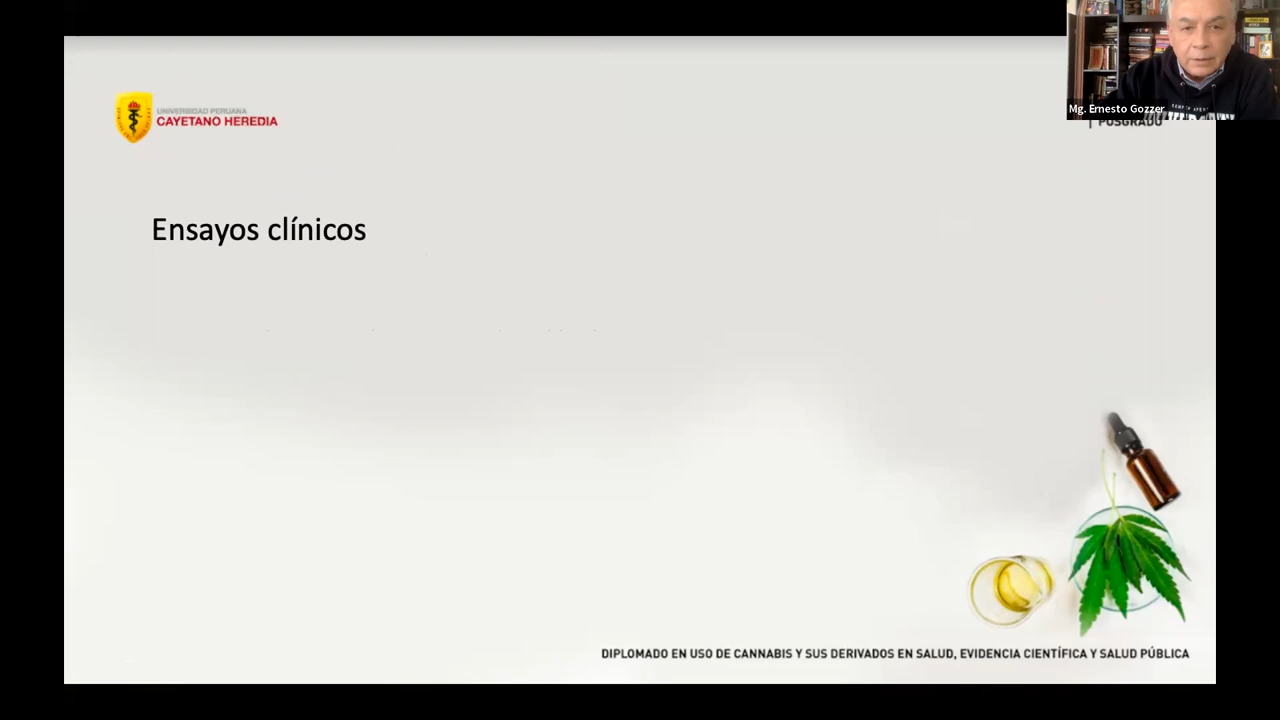 UNIVERSIDAD PERUANA
CAYETANO HEREDIA
Mg. Ernesto Gozzer
POSGRADO
Ensayos clínicos
DIPLOMADO EN USO DE CANNABIS Y SUS DERIVADOS EN SALUD, EVIDENCIA CIENTÍFICA Y SALUD PÚBLICA